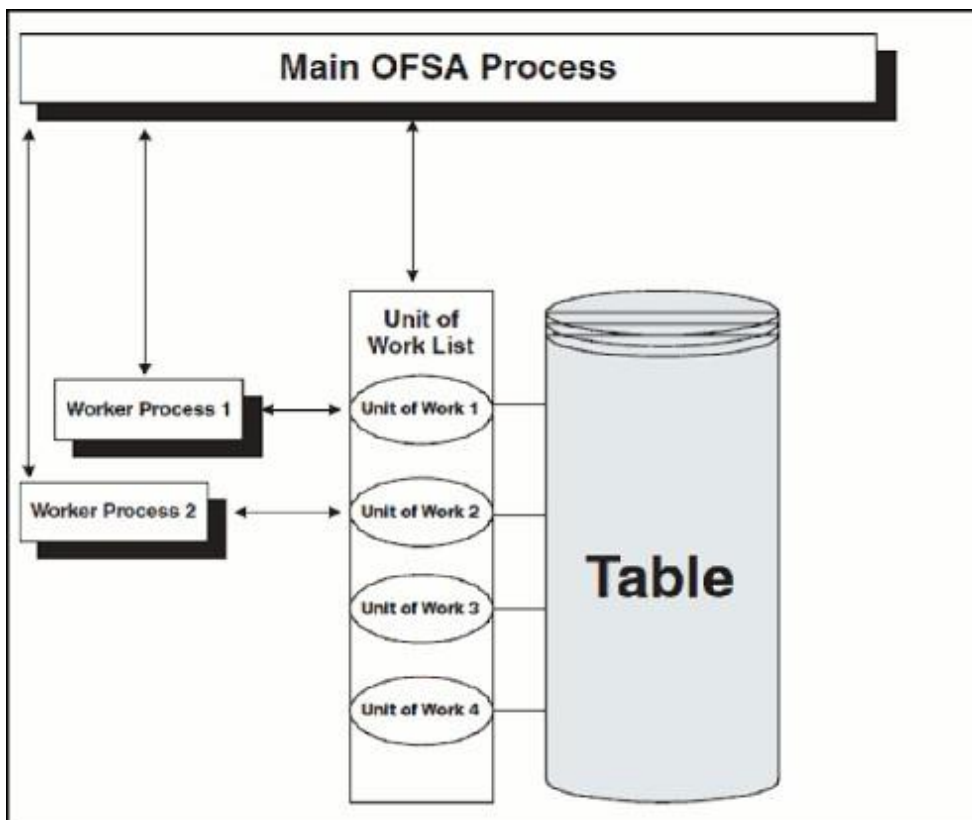 Main OFSA Process
Unit of
Work List
Worker Process 1
Unit of Work 1
Worker Process 2
Unit of Work 2
Unit of Work 3
Unit of Work 4
Table